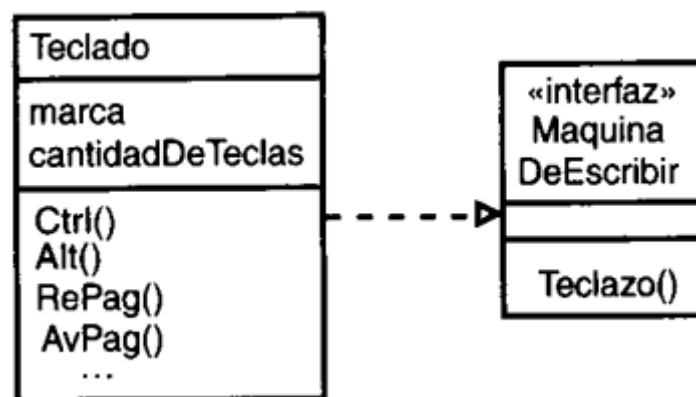 Teclado
marca
cantidadDeTeclas
Ctrl()
Alt()
RePag()
AvPag()
...
«interfaz»
Maquina
DeEscribir
Teclazo()